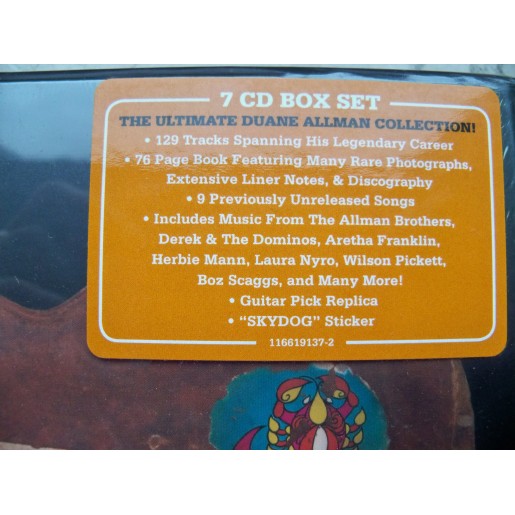 7 CD BOX SET
THE ULTIMATE DUANE ALLMAN COLLECTION!
• 129 Tracks Spanning His Legendary Career
• 76 Page Book Featuring Many Rare Photographs,
Extensive Liner Notes, & Discography
• 9 Previously Unreleased Songs
• Includes Music From The Allman Brothers,
Derek & The Dominos, Aretha Franklin,
Herbie Mann, Laura Nyro, Wilson Pickett,
Boz Scaggs, and Many More!
• Guitar Pick Replica
• “SKYDOG” Sticker
116619137-2